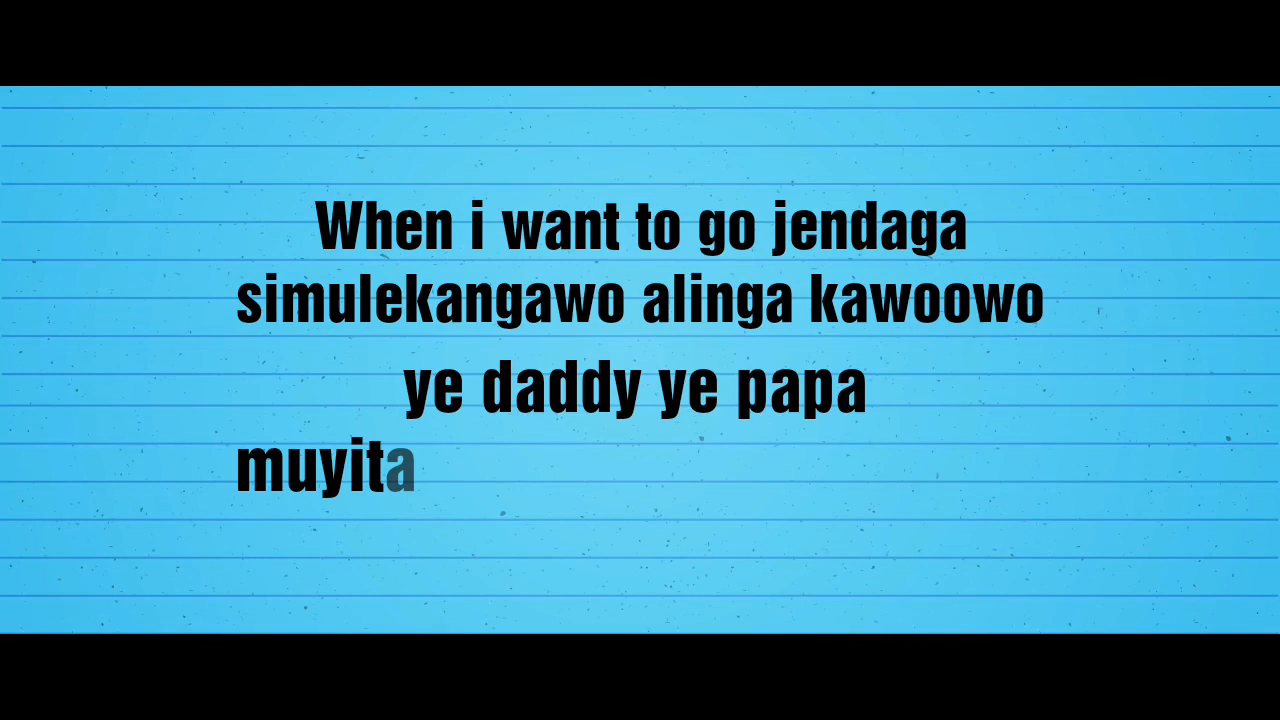 When i want to go jendaga
simulekangawo alinga kawoowo
ye daddy ye papa
muyita